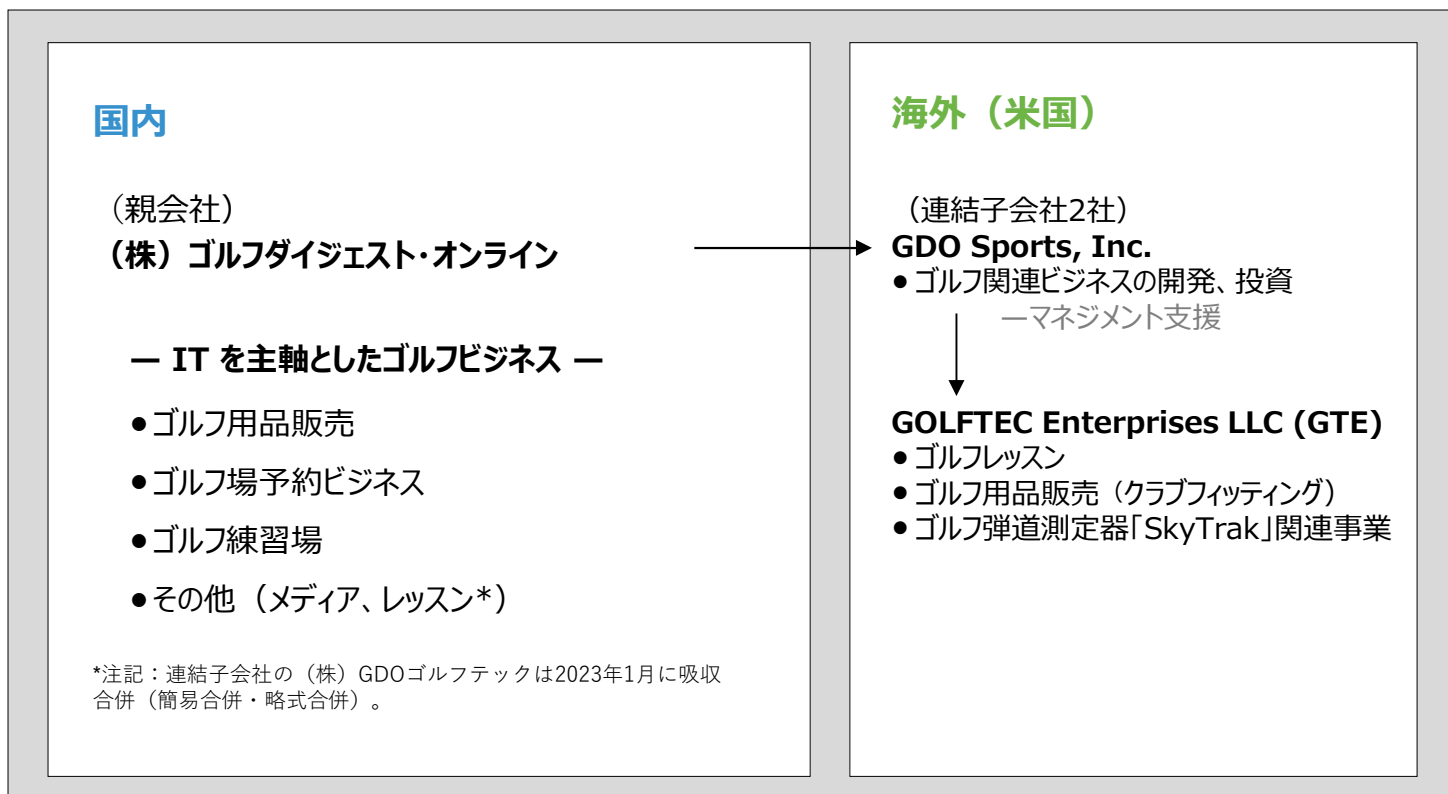 国内
（親会社）
（株）ゴルフダイジェスト・オンライン
ー IT を主軸としたゴルフビジネス ー
●ゴルフ用品販売
●ゴルフ場予約ビジネス
●ゴルフ練習場
●その他（メディア、レッスン*）
*注記：連結子会社の（株）GDOゴルフテックは2023年1月に吸収
合併（簡易合併・略式合併）。
海外（米国）
（連結子会社2社）
GDO Sports, Inc.
●ゴルフ関連ビジネスの開発、投資
ーマネジメント支援
GOLFTEC Enterprises LLC (GTE)
●ゴルフレッスン
●ゴルフ用品販売（クラブフィッティング）
●ゴルフ弾道測定器「SkyTrak」関連事業